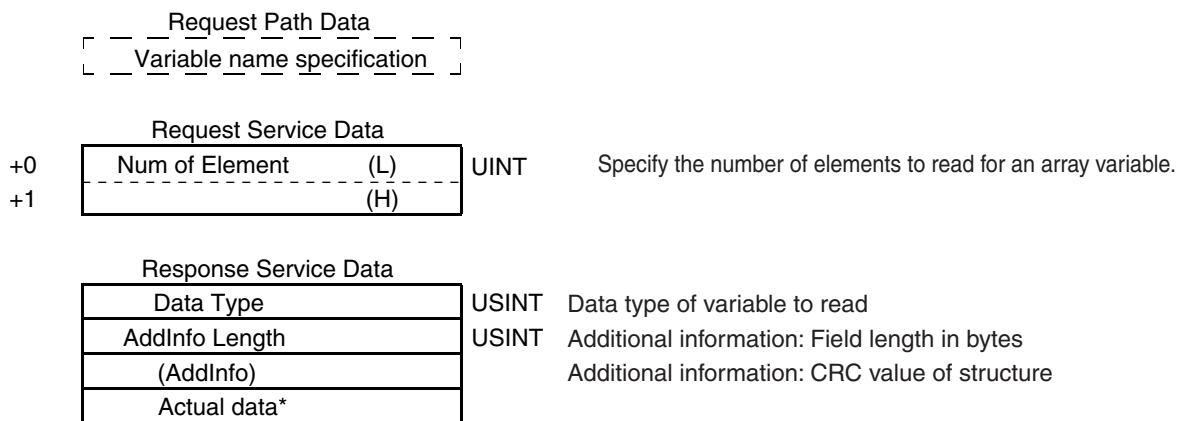 Request Path Data
Variable name specification
Request Service Data
+0 Num of Element (L) UINT Specify the number of elements to read for an array variable.
+1 (H)
Response Service Data
Data Type USINT Data type of variable to read
AddInfo Length USINT Additional information: Field length in bytes
(AddInfo) Additional information: CRC value of structure
Actual data*